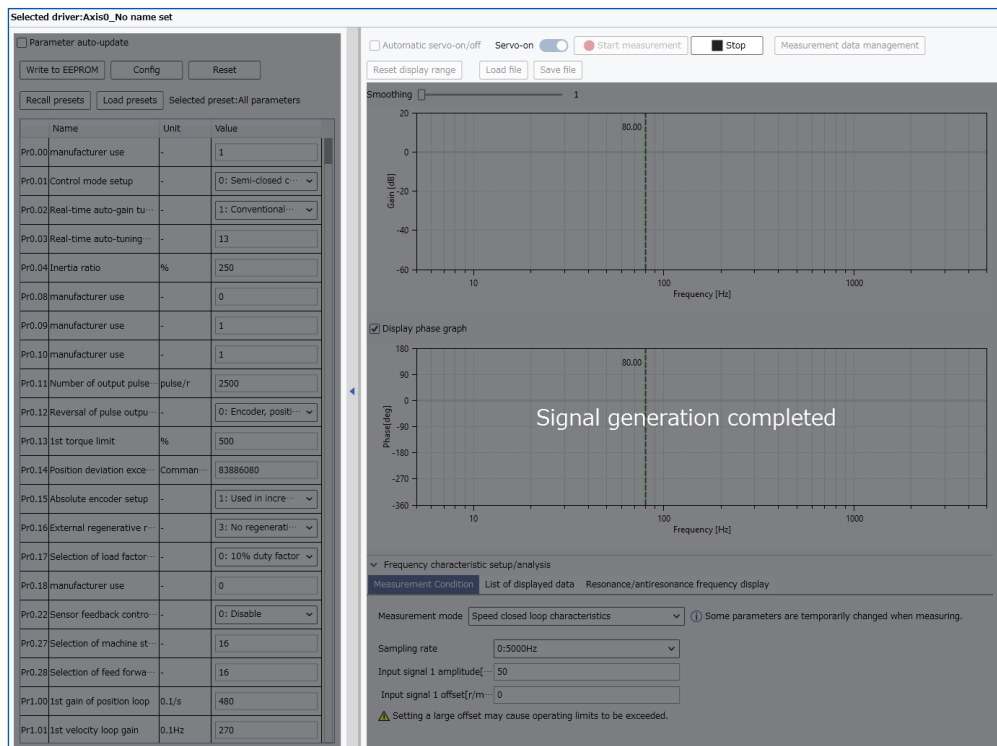 Selected driver:Axis0_No name set
Parameter auto-update
Write to EEPROM Config Reset
Recall presets Load presets Selected preset:All parameters
Name Unit Value
Pr0.00 manufacturer use - 1
Pr0.01 Control mode setup - 0: Semi-closed c···
Pr0.02 Real-time auto-gain tu··· - 1: Conventional···
Pr0.03 Real-time auto-tuning··· - 13
Pr0.04 Inertia ratio % 250
Pr0.08 manufacturer use - 0
Pr0.09 manufacturer use - 1
Pr0.10 manufacturer use - 1
Pr0.11 Number of output pulse··· pulse/r 2500
Pr0.12 Reversal of pulse outpu··· - 0: Encoder, positi···
Pr0.13 1st torque limit % 500
Pr0.14 Position deviation exce··· Comman··· 83886080
Pr0.15 Absolute encoder setup - 1: Used in incre···
Pr0.16 External regenerative r··· - 3: No regenerati···
Pr0.17 Selection of load factor··· - 0: 10% duty factor
Pr0.18 manufacturer use - 0
Pr0.22 Sensor feedback contro··· - 0: Disable
Pr0.27 Selection of machine st··· - 16
Pr0.28 Selection of feed forwa··· - 16
Pr1.00 1st gain of position loop 0.1/s 480
Pr1.01 1st velocity loop gain 0.1Hz 270
Automatic servo-on/off Servo-on Start measurement Stop Measurement data management
Reset display range Load file Save file
Smoothing 1
20
0
-20
-40
-60
Gain [dB]
80.00
10 100 1000
Frequency [Hz]
Display phase graph
180
90
0
-90
-180
-270
-360
Phase[deg]
80.00
Signal generation completed
10 100 1000
Frequency [Hz]
Frequency characteristic setup/analysis
Measurement Condition List of displayed data Resonance/antiresonance frequency display
Measurement mode Speed closed loop characteristics Some parameters are temporarily changed when measuring.
Sampling rate 0:5000Hz
Input signal 1 amplitude[··· 50
Input signal 1 offset[r/m··· 0
Setting a large offset may cause operating limits to be exceeded.